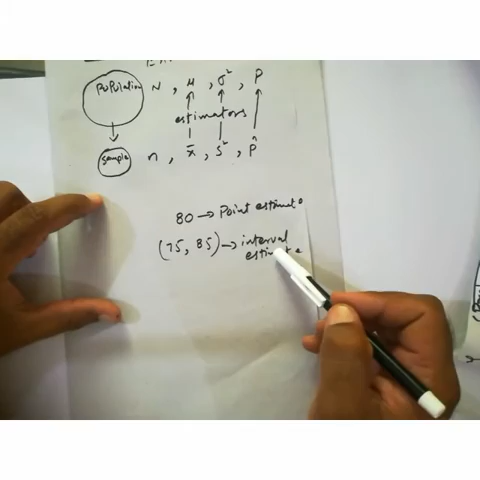 Population N, μ, σ², P
estimators
Sample n, x̄, S², p̂
80 → Point estimate
(75, 85) → interval
estimate